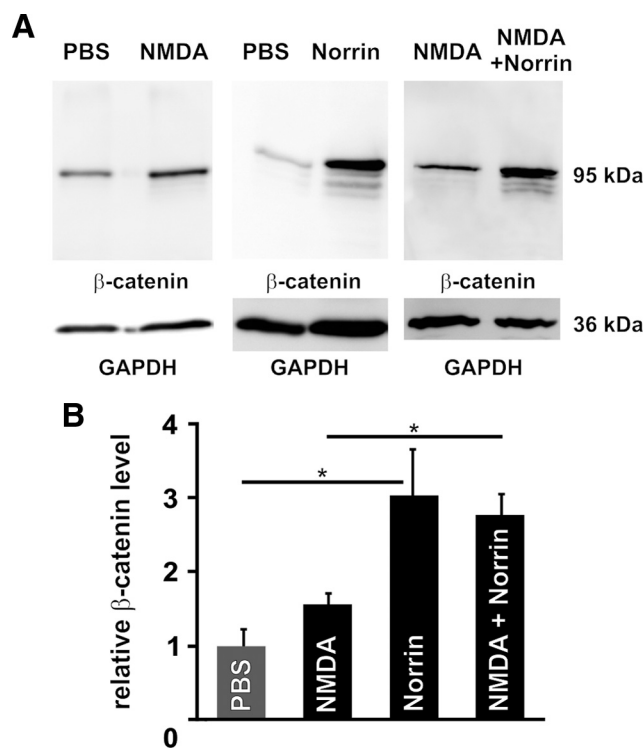 A
PBS NMDA PBS Norrin NMDA NMDA
+Norrin
95 kDa
β-catenin β-catenin β-catenin
36 kDa
GAPDH GAPDH GAPDH
B
relative β-catenin level
4
3
2
1
0
*
*
PBS
NMDA
Norrin
NMDA + Norrin